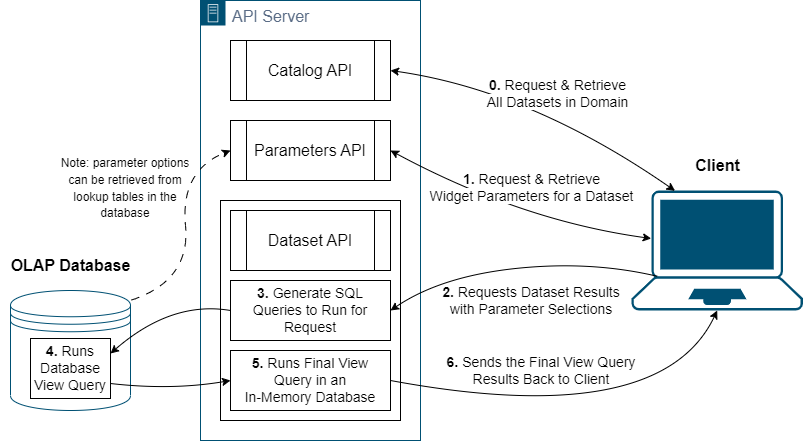 API Server
Catalog API
0. Request & Retrieve
All Datasets in Domain
Parameters API
Note: parameter options
can be retrieved from
lookup tables in the
database
1. Request & Retrieve
Widget Parameters for a Dataset
Client
Dataset API
OLAP Database
3. Generate SQL
Queries to Run for
Request
2. Requests Dataset Results
with Parameter Selections
4. Runs
Database
View Query
5. Runs Final View
Query in an
In-Memory Database
6. Sends the Final View Query
Results Back to Client